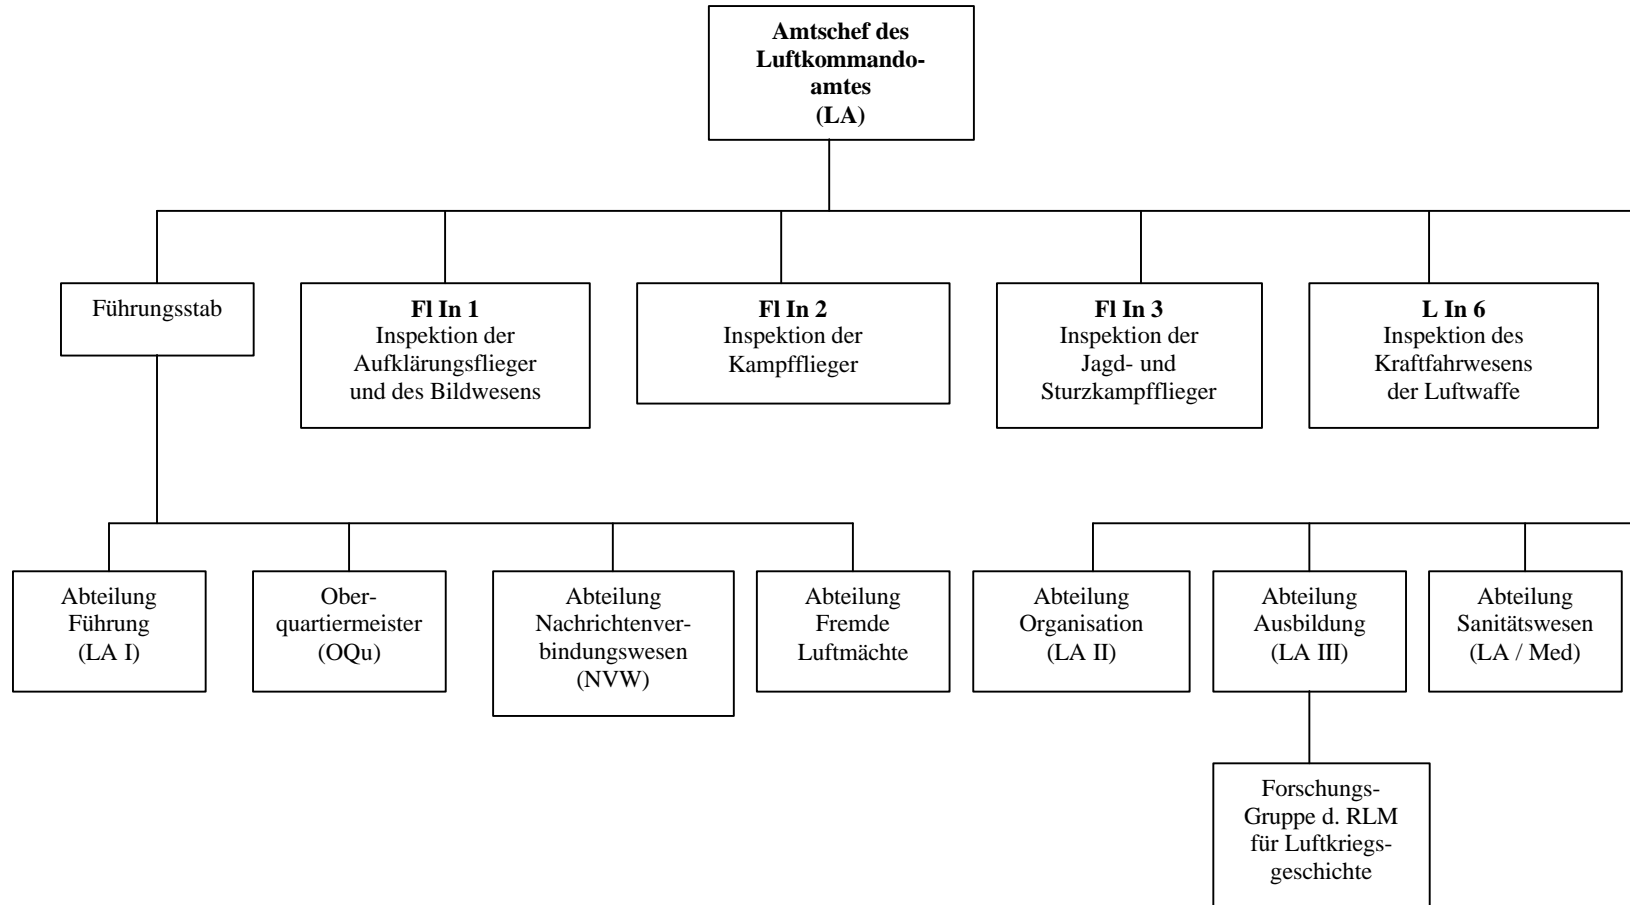 Amtschef des
Luftkommando-
amtes
(LA)
Führungsstab
Fl In 1
Inspektion der
Aufklärungsflieger
und des Bildwesens
Fl In 2
Inspektion der
Kampfflieger
Fl In 3
Inspektion der
Jagd- und
Sturzkampfflieger
L In 6
Inspektion des
Kraftfahrwesens
der Luftwaffe
Abteilung
Führung
(LA I)
Ober-
quartiermeister
(OQu)
Abteilung
Nachrichtenver-
bindungswesen
(NVW)
Abteilung
Fremde
Luftmächte
Abteilung
Organisation
(LA II)
Abteilung
Ausbildung
(LA III)
Abteilung
Sanitätswesen
(LA / Med)
Forschungs-
Gruppe d. RLM
für Luftkriegs-
geschichte